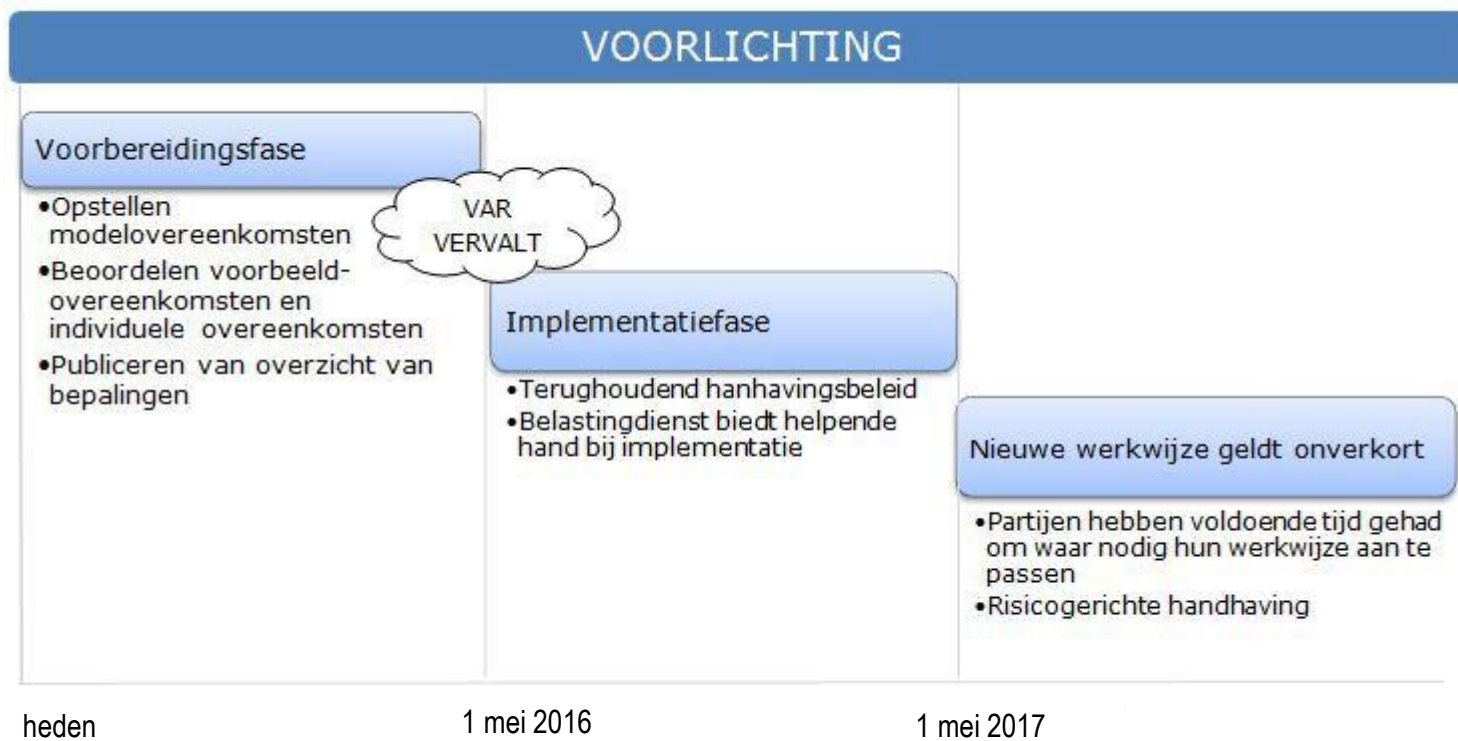 VOORLICHTING
Voorbereidingsfase
•Opstellen
modelovereenkomsten
•Beoordelen voorbeeld-
overeenkomsten en
individuele overeenkomsten
•Publiceren van overzicht van
bepalingen
VAR
VERVALT
Implementatiefase
•Terughoudend hanhavingsbeleid
•Belastingdienst biedt helpende
hand bij implementatie
Nieuwe werkwijze geldt onverkort
•Partijen hebben voldoende tijd gehad
om waar nodig hun werkwijze aan te
passen
•Risicogerichte handhaving
heden
1 mei 2016
1 mei 2017